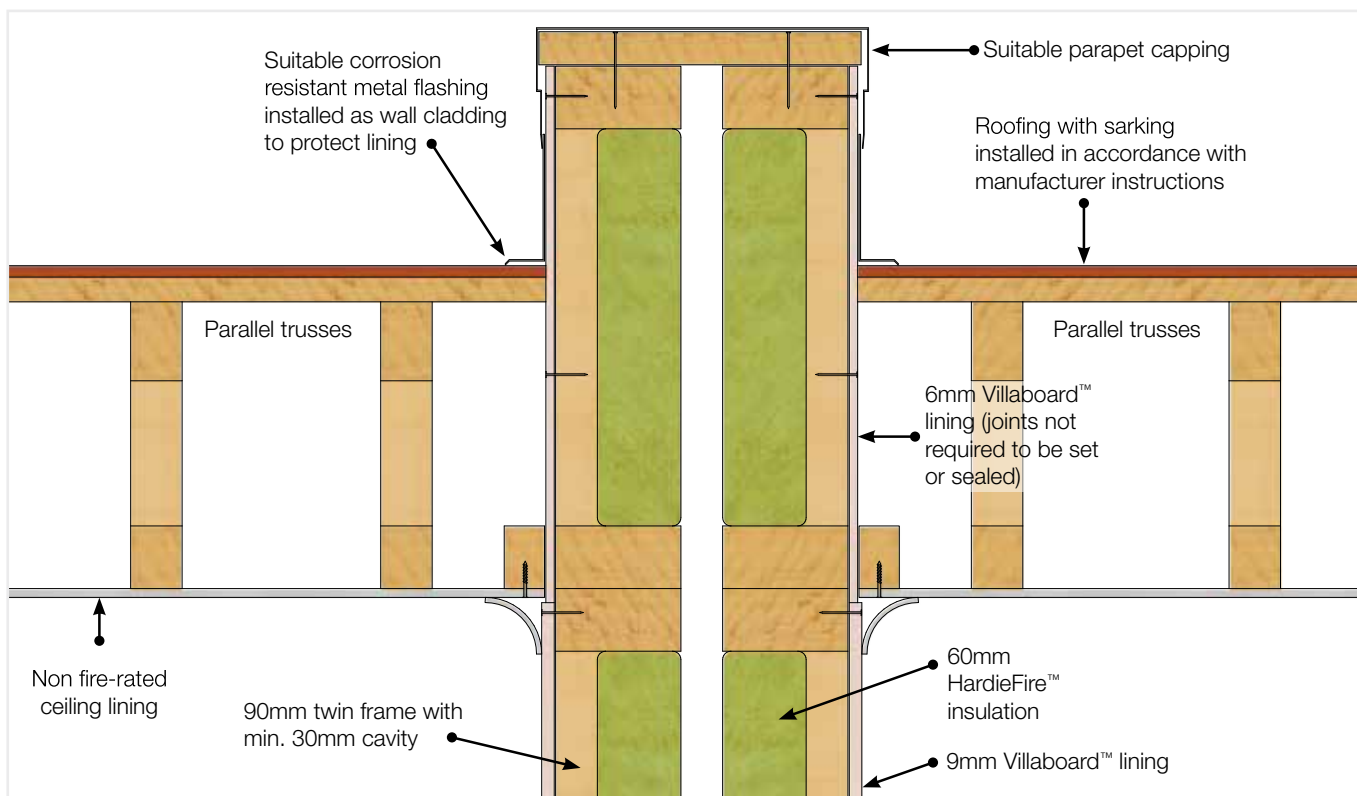 Suitable corrosion
resistant metal flashing
installed as wall cladding
to protect lining
Suitable parapet capping
Roofing with sarking
installed in accordance with
manufacturer instructions
Parallel trusses
Parallel trusses
6mm Villaboard™
lining (joints not
required to be set
or sealed)
Non fire-rated
ceiling lining
90mm twin frame with
min. 30mm cavity
60mm
HardieFire™
insulation
9mm Villaboard™ lining